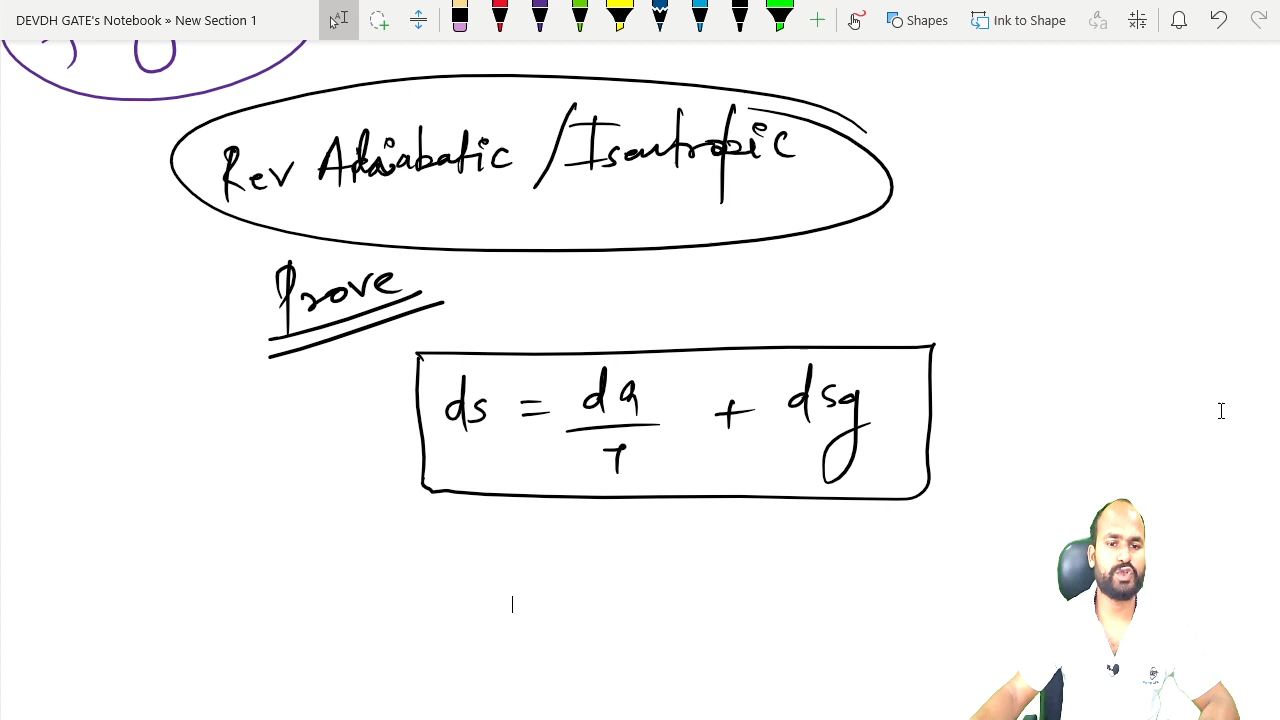 DEVDH GATE's Notebook » New Section 1
Shapes
Ink to Shape
Rev Adiabatic / Isentropic
Prove
ds = dq/T + dsg